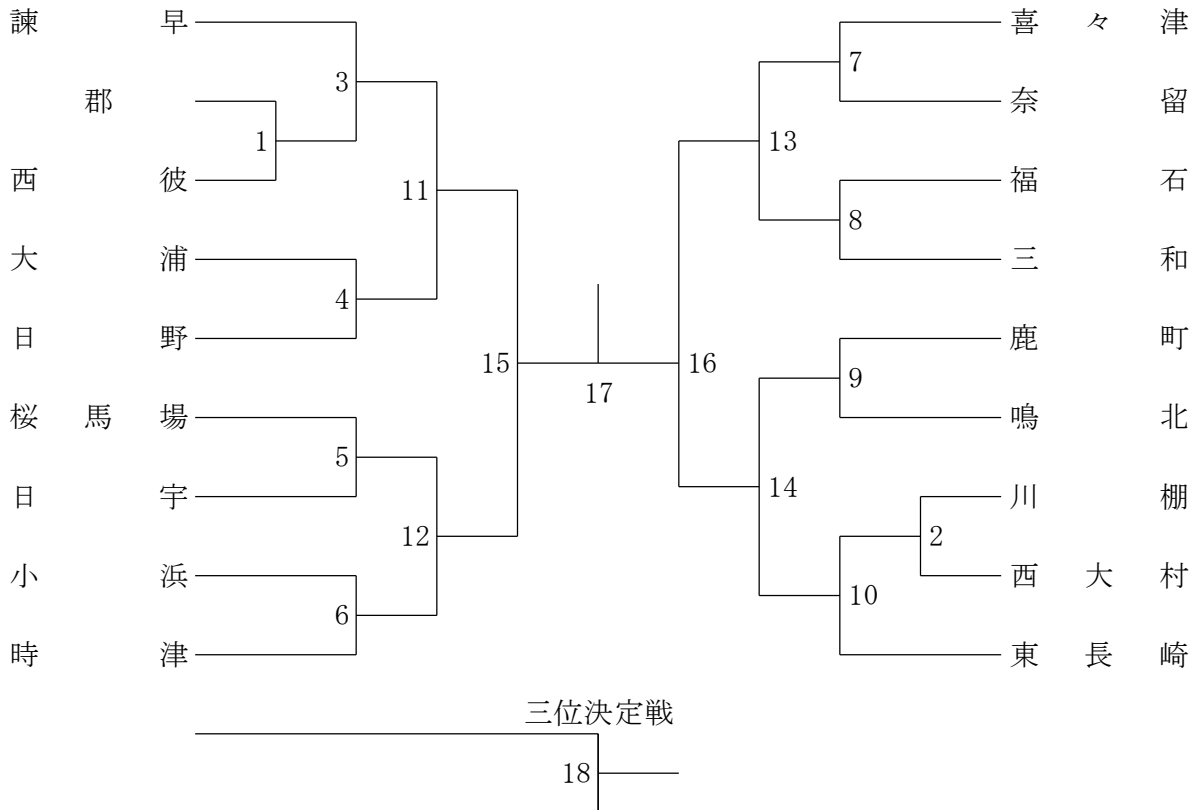 諫早
郡
西彼
大浦
日野
桜馬場
日宇
小浜
時津
1
3
4
5
6
11
12
15
17
16
13
14
7
8
9
2
10
喜々津
奈留
福石
三和
鹿町
鳴北
川棚
西大村
東長崎
三位決定戦
18